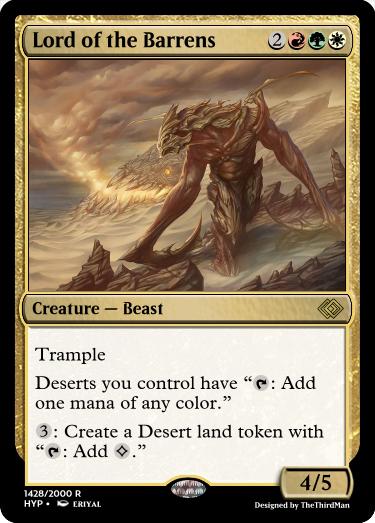 Lord of the Barrens 2
Creature — Beast
Trample
Deserts you control have “: Add
one mana of any color.”
3: Create a Desert land token with
“: Add .”
4/5
1428/2000 R
HYP • ERIYAL
Designed by TheThirdMan